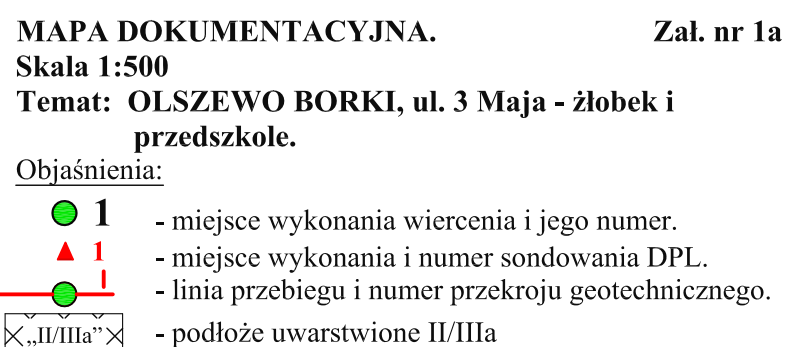 MAPA DOKUMENTACYJNA. Zał. nr 1a
Skala 1:500
Temat: OLSZEWO BORKI, ul. 3 Maja - żłobek i
przedszkole.
Objaśnienia:
1 - miejsce wykonania wiercenia i jego numer.
1 - miejsce wykonania i numer sondowania DPL.
I - linia przebiegu i numer przekroju geotechnicznego.
„II/IIIa” - podłoże uwarstwione II/IIIa